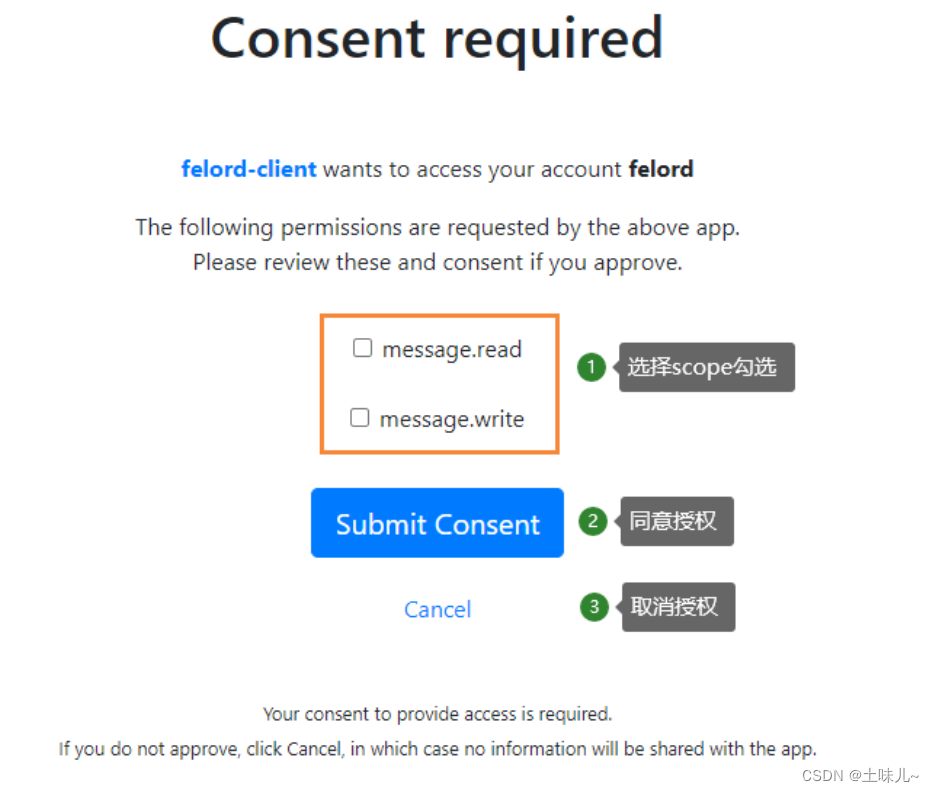 Consent required
felord-client wants to access your account felord
The following permissions are requested by the above app.
Please review these and consent if you approve.
message.read
1 选择scope勾选
message.write
Submit Consent 2 同意授权
Cancel 3 取消授权
Your consent to provide access is required.
If you do not approve, click Cancel, in which case no information will be shared with the app.
CSDN @土味儿~